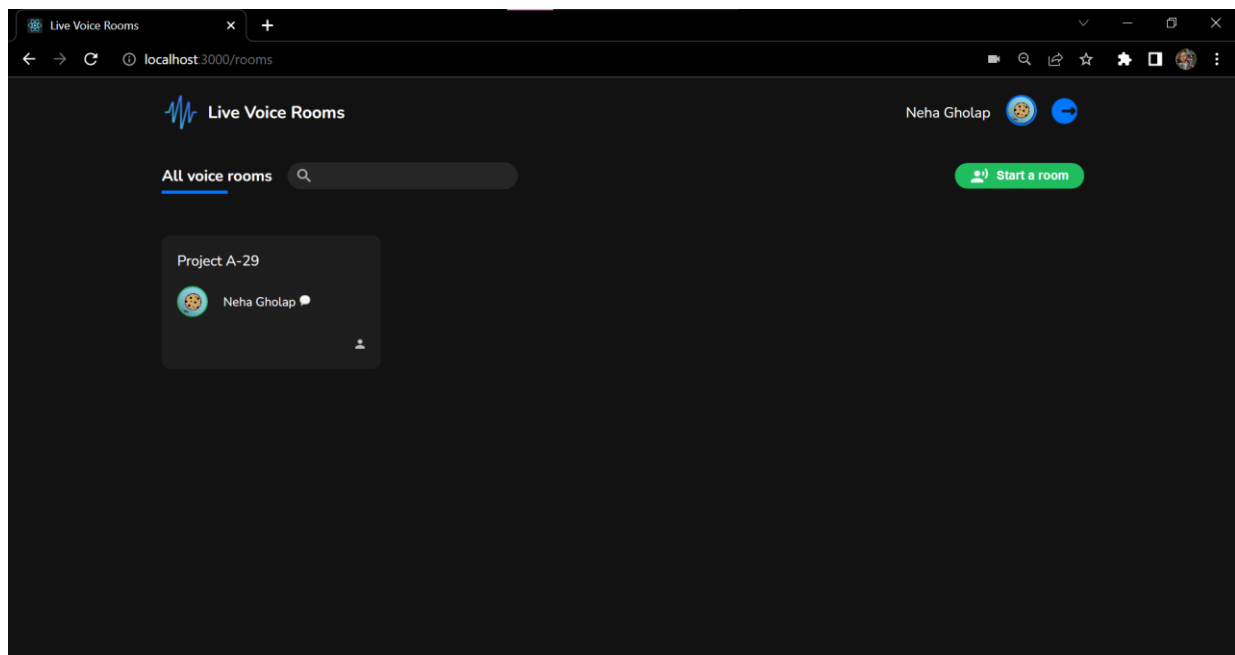 Live Voice Rooms
localhost:3000/rooms
Live Voice Rooms
Neha Gholap
All voice rooms
Start a room
Project A-29
Neha Gholap